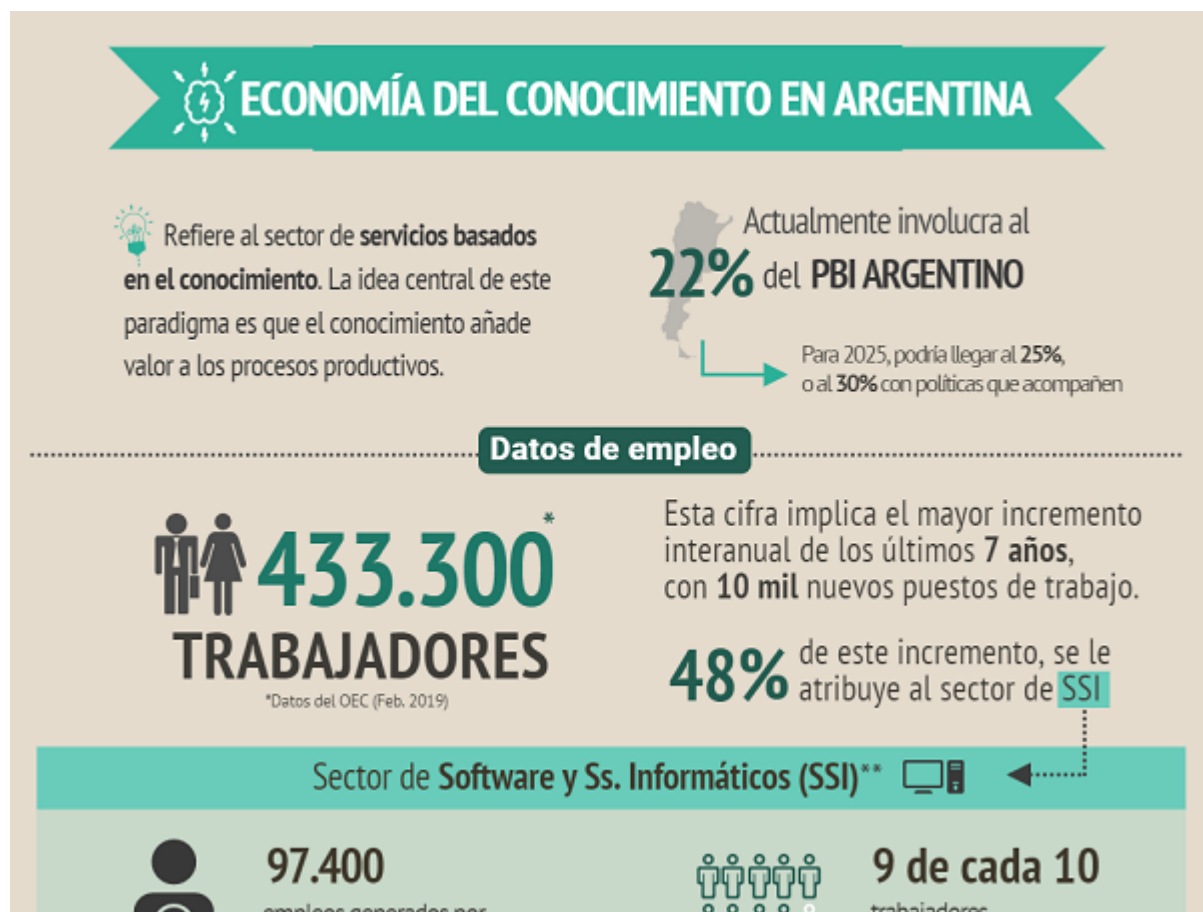 ECONOMÍA DEL CONOCIMIENTO EN ARGENTINA
Refiere al sector de servicios basados
en el conocimiento. La idea central de este
paradigma es que el conocimiento añade
valor a los procesos productivos.
Actualmente involucra al
22% del PBI ARGENTINO
Para 2025, podría llegar al 25%,
o al 30% con políticas que acompañen
Datos de empleo
433.300*
TRABAJADORES
*Datos del OEC (Feb. 2019)
Esta cifra implica el mayor incremento
interanual de los últimos 7 años,
con 10 mil nuevos puestos de trabajo.
48% de este incremento, se le
atribuye al sector de SSI
Sector de Software y Ss. Informáticos (SSI)**
97.400
empleos generados por
9 de cada 10
trabajadores